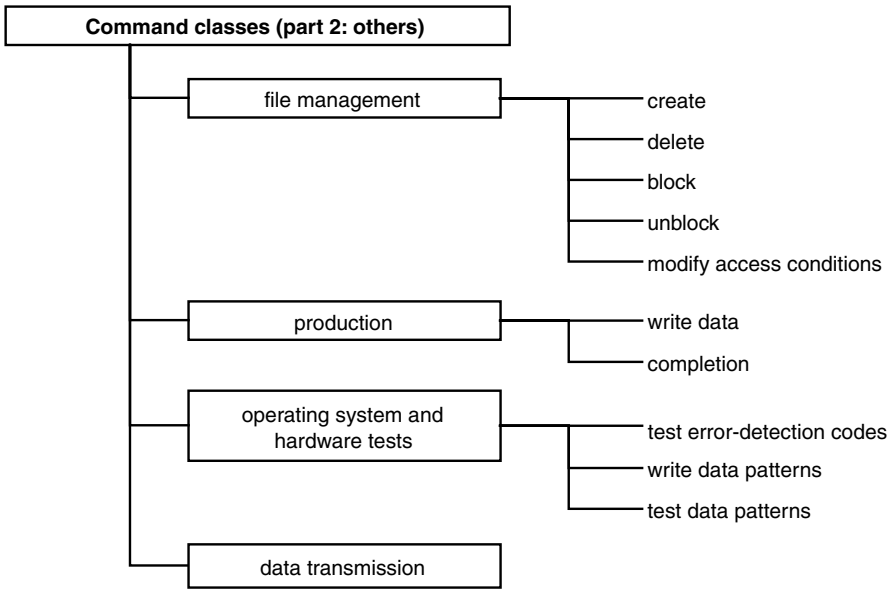 Command classes (part 2: others)
file management
create
delete
block
unblock
modify access conditions
production
write data
completion
operating system and
hardware tests
test error-detection codes
write data patterns
test data patterns
data transmission